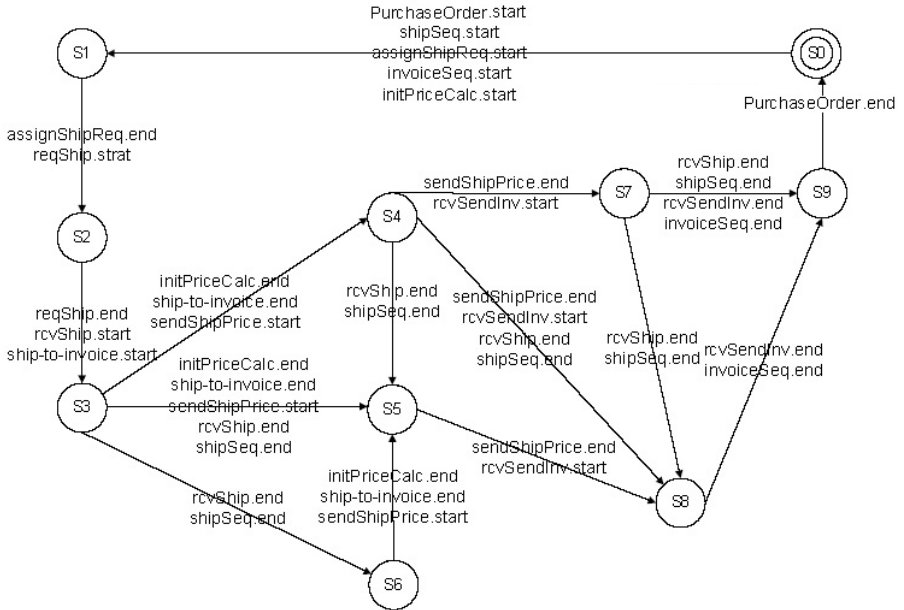 PurchaseOrder.start
shipSeq.start
assignShipReq.start
invoiceSeq.start
initPriceCalc.start
S1
S0
PurchaseOrder.end
assignShipReq.end
reqShip.strat
sendShipPrice.end
rcvSendInv.start
rcvShip.end
shipSeq.end
rcvSendInv.end
invoiceSeq.end
S4
S7
S9
S2
initPriceCalc.end
ship-to-invoice.end
sendShipPrice.start
rcvShip.end
shipSeq.end
sendShipPrice.end
rcvSendInv.start
rcvShip.end
shipSeq.end
reqShip.end
rcvShip.start
ship-to-invoice.start
rcvShip.end
shipSeq.end
rcvSendInv.end
invoiceSeq.end
initPriceCalc.end
ship-to-invoice.end
sendShipPrice.start
rcvShip.end
shipSeq.end
S3
S5
sendShipPrice.end
rcvSendInv.start
initPriceCalc.end
ship-to-invoice.end
sendShipPrice.start
rcvShip.end
shipSeq.end
S8
S6